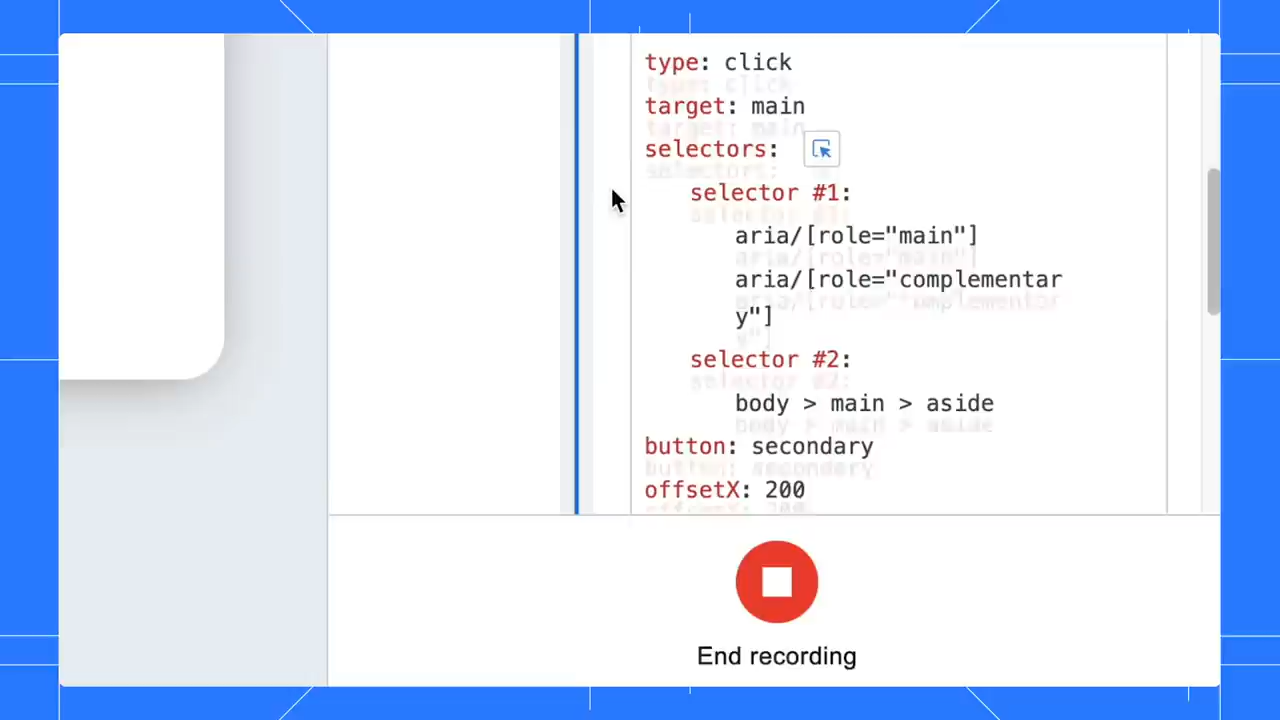 type: click
target: main
selectors:
selector #1:
aria/[role="main"]
aria/[role="complementar
y"]
selector #2:
body > main > aside
button: secondary
offsetX: 200
End recording